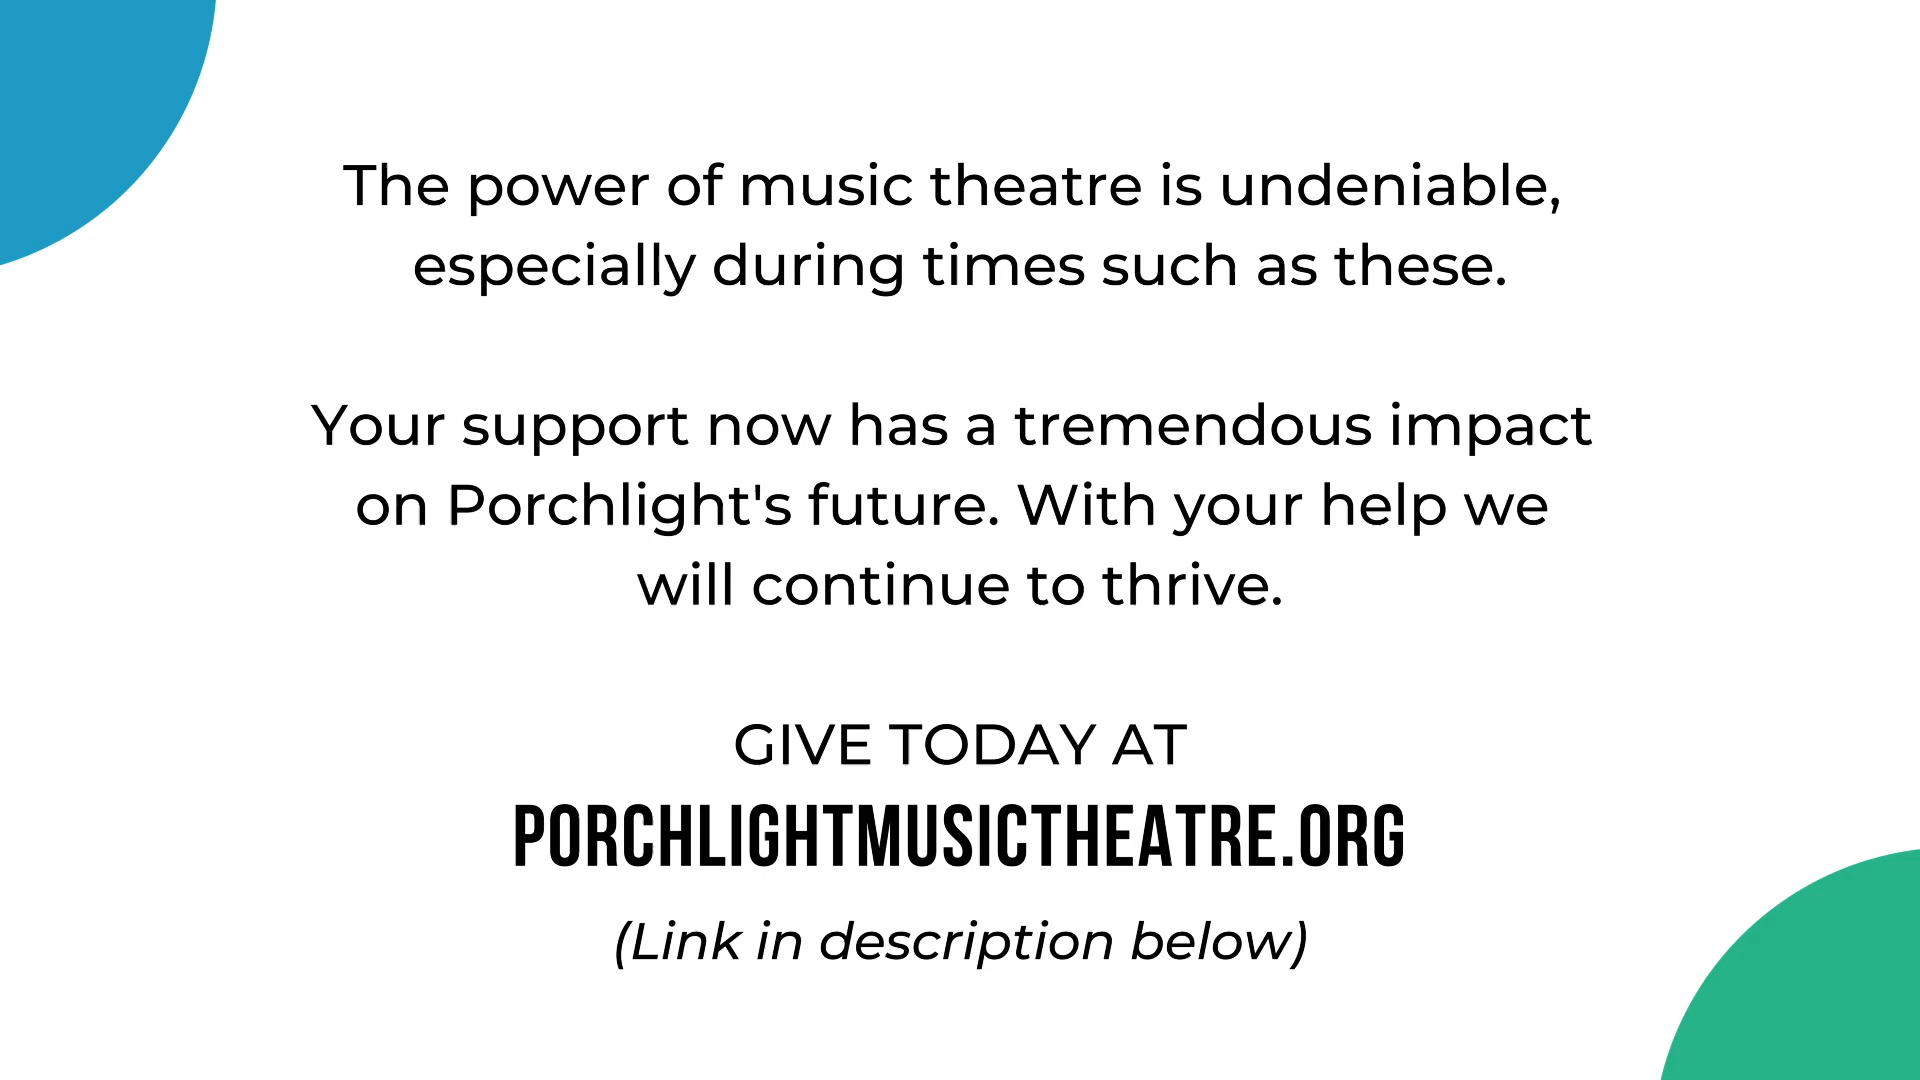 The power of music theatre is undeniable,
especially during times such as these.
Your support now has a tremendous impact
on Porchlight's future. With your help we
will continue to thrive.
GIVE TODAY AT
PORCHLIGHTMUSICTHEATRE.ORG
(Link in description below)